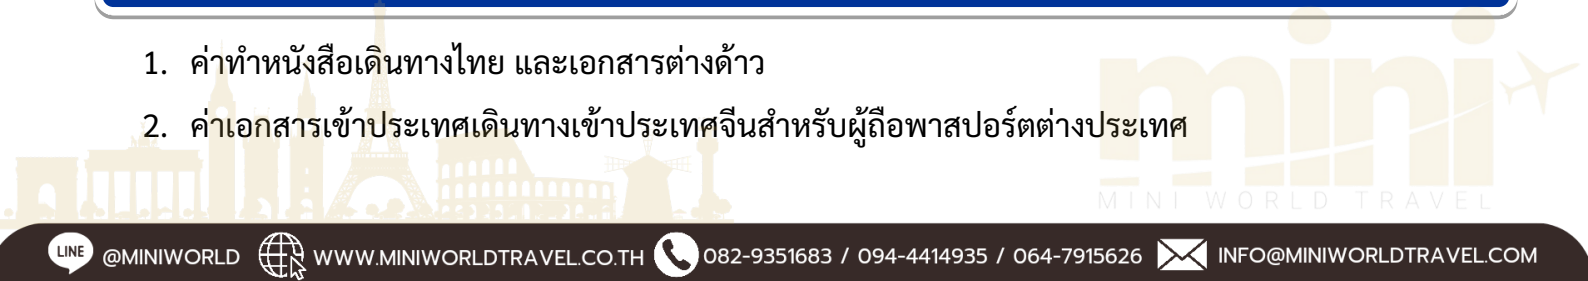 1. ค่าทำหนังสือเดินทางไทย และเอกสารต่างด้าว
2. ค่าเอกสารเข้าประเทศเดินทางเข้าประเทศจีนสำหรับผู้ถือพาสปอร์ตต่างประเทศ
mini
MINI WORLD TRAVEL
LINE @MINIWORLD WWW.MINIWORLDTRAVEL.CO.TH 082-9351683 / 094-4414935 / 064-7915626 INFO@MINIWORLDTRAVEL.COM